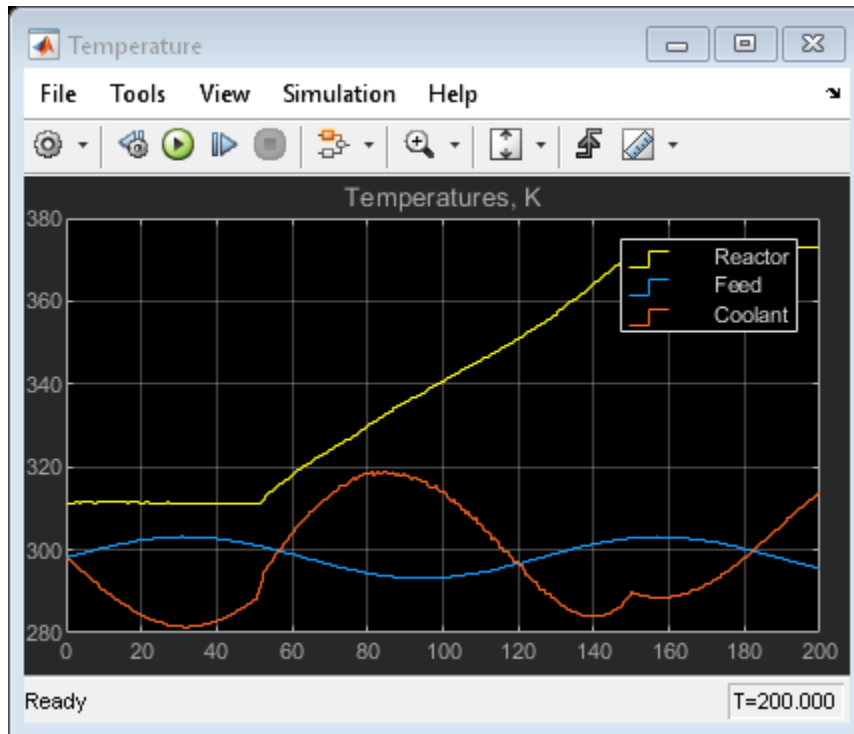 Temperature
File Tools View Simulation Help
Temperatures, K
380
360
340
320
300
280
Reactor
Feed
Coolant
0 20 40 60 80 100 120 140 160 180 200
Ready T=200.000